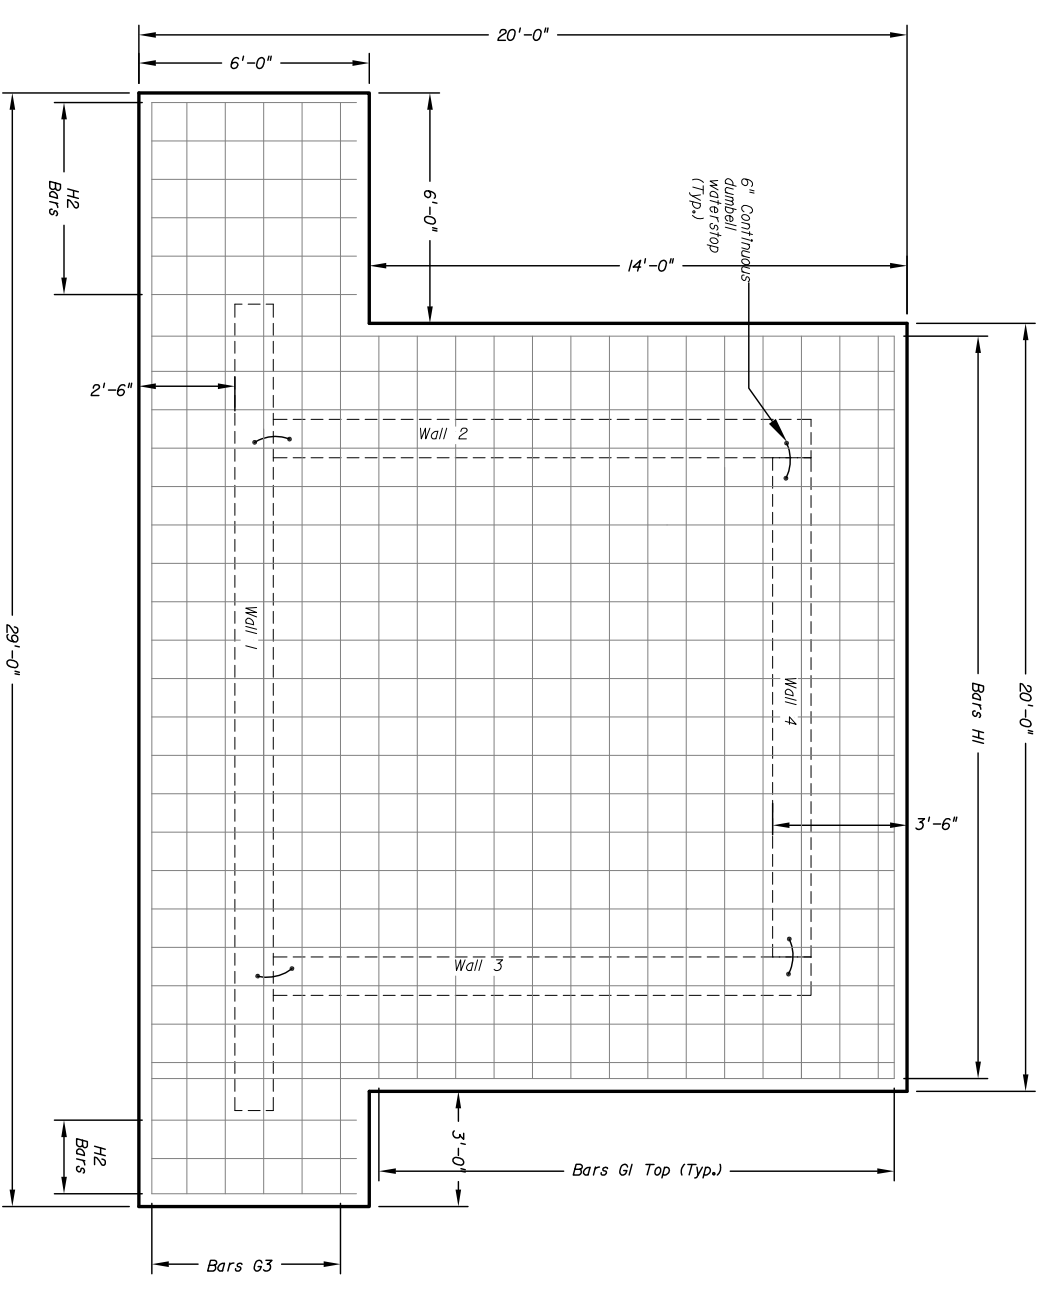 20'-0"
6'-0"
H2
Bars
6'-0"
6" Continuous
dumbell
waterstop
(Typ.)
14'-0"
2'-6"
Wall 2
Wall 1
29'-0"
Wall 4
Bars H1
20'-0"
3'-6"
Wall 3
H2
Bars
3'-0"
Bars G1 Top (Typ.)
Bars G3